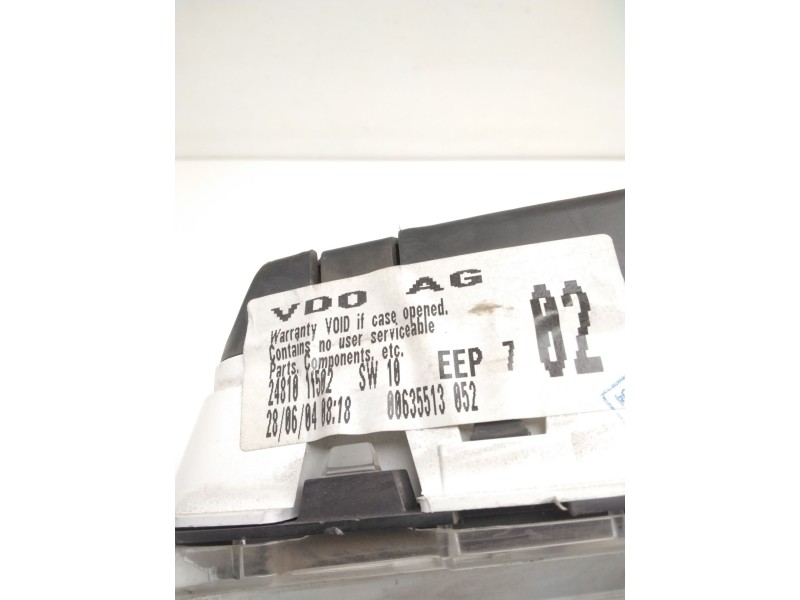 VDO AG
Warranty VOID if case opened.
Contains no user serviceable
Parts, Components, etc.
24810 11502 SW 10 EEP 7 02
28/06/04 08:18 00635513 052